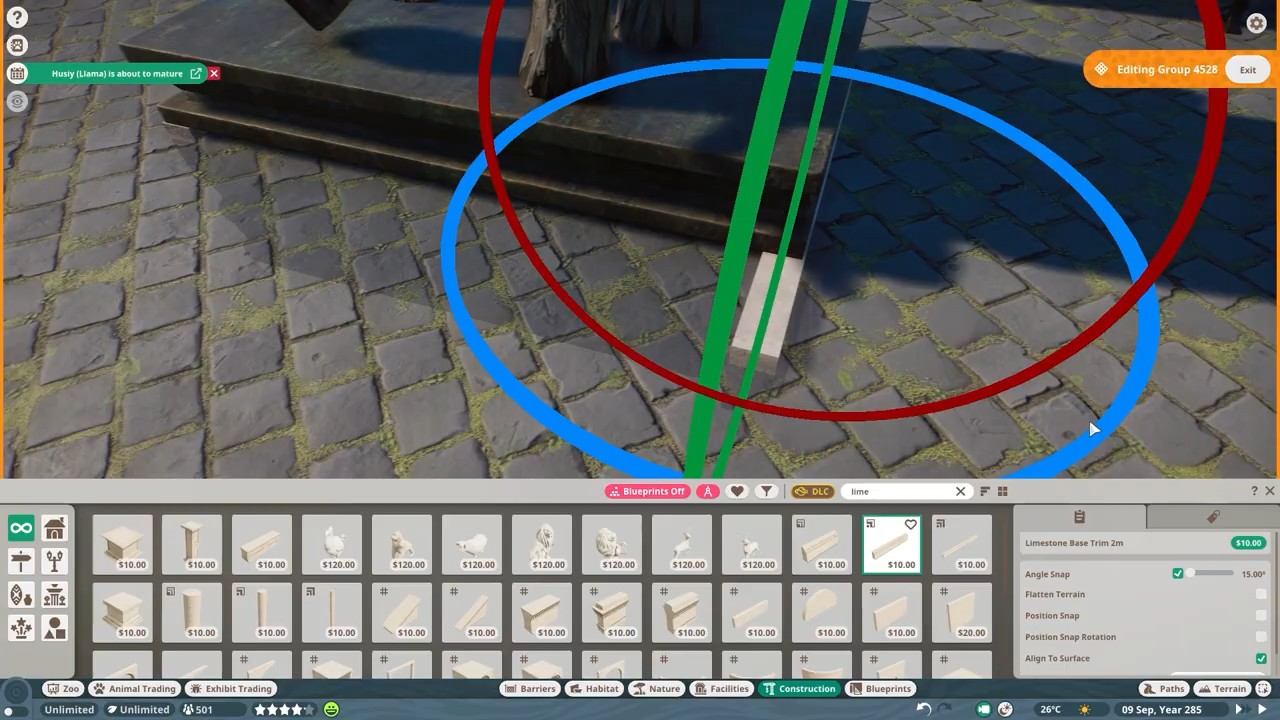 ?
Husiy (Llama) is about to mature
Editing Group 4528
Exit
Blueprints Off
DLC
lime
?
$10.00 $10.00 $10.00 $120.00 $120.00 $120.00 $120.00 $120.00 $120.00 $120.00 $10.00 $10.00 $10.00
Limestone Base Trim 2m $10.00
Angle Snap 15.00°
Flatten Terrain
Position Snap
Position Snap Rotation
Align To Surface
$10.00 $10.00 $10.00 $10.00 $10.00 $10.00 $10.00 $10.00 $10.00 $10.00 $10.00 $10.00 $20.00
Zoo Animal Trading Exhibit Trading Barriers Habitat Nature Facilities Construction Blueprints Paths Terrain
Unlimited Unlimited 501 26°C 09 Sep, Year 285